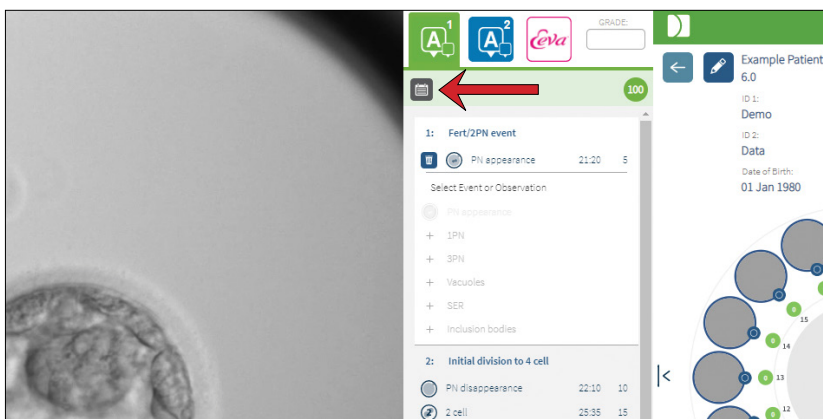 A 1
A 2
Eva
GRADE:
100
1: Fert/2PN event
PN appearance 21:20 5
Select Event or Observation
PN appearance
+ 1PN
+ 3PN
+ Vacuoles
+ SER
+ Inclusion bodies
2: Initial division to 4 cell
PN disappearance 22:10 10
2 cell 25:35 15
Example Patient
6.0
ID 1:
Demo
ID 2:
Data
Date of Birth:
01 Jan 1980
0 15
0 14
0 13
0 12